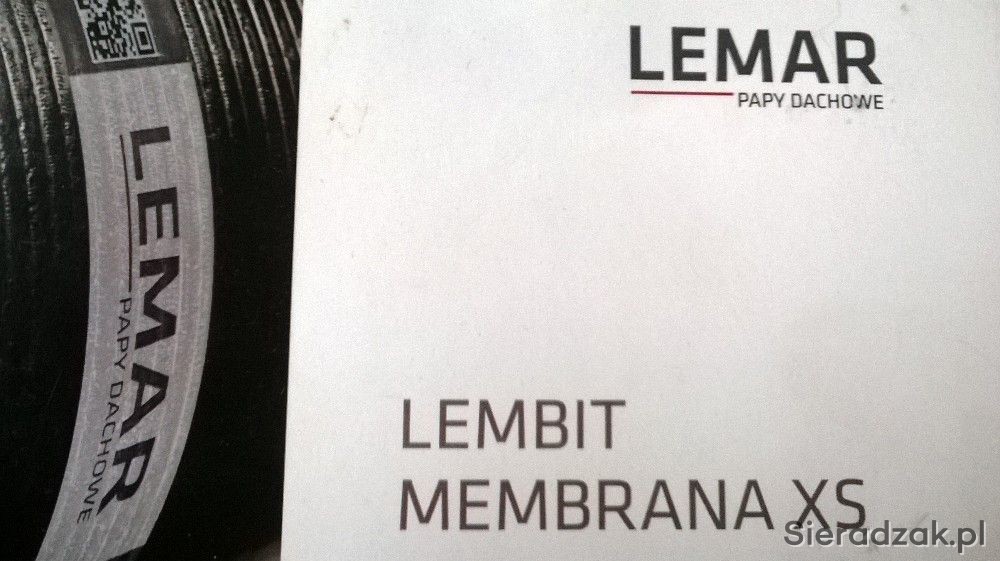 LEMAR
PAPY DACHOWE
LEMAR
PAPY DACHOWE
LEMBIT
MEMBRANA XS
Sieradzak.pl